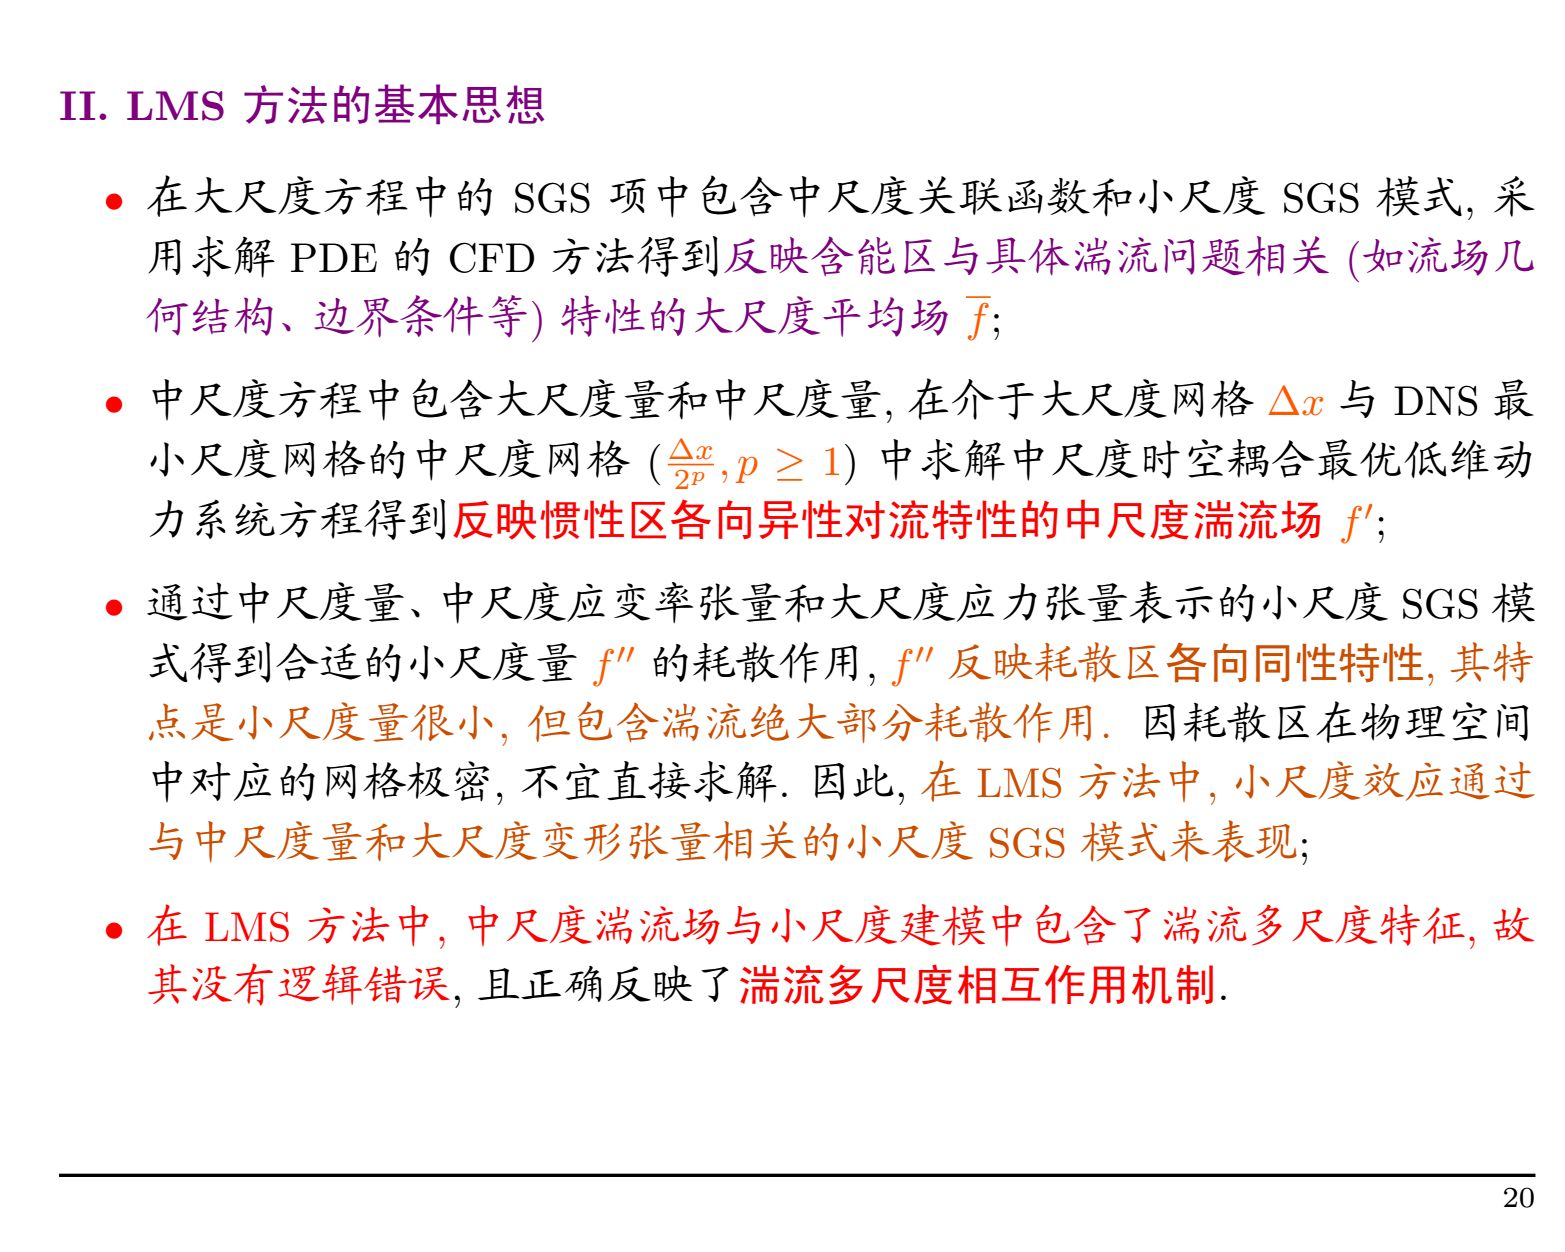 II. LMS 方法的基本思想
• 在大尺度方程中的 SGS 项中包含中尺度关联函数和小尺度 SGS 模式, 采
用求解 PDE 的 CFD 方法得到反映含能区与具体湍流问题相关 (如流场几
何结构、边界条件等) 特性的大尺度平均场 $\overline{f}$;
• 中尺度方程中包含大尺度量和中尺度量, 在介于大尺度网格 Δx 与 DNS 最
小尺度网格的中尺度网格 ($\frac{\Delta x}{2^p}, p \geq 1$) 中求解中尺度时空耦合最优低维动
力系统方程得到反映惯性区各向异性对流特性的中尺度湍流场 f′;
• 通过中尺度量、中尺度应变率张量和大尺度应力张量表示的小尺度 SGS 模
式得到合适的小尺度量 f″ 的耗散作用, f″ 反映耗散区各向同性特性, 其特
点是小尺度量很小, 但包含湍流绝大部分耗散作用. 因耗散区在物理空间
中对应的网格极密, 不宜直接求解. 因此, 在 LMS 方法中, 小尺度效应通过
与中尺度量和大尺度变形张量相关的小尺度 SGS 模式来表现;
• 在 LMS 方法中, 中尺度湍流场与小尺度建模中包含了湍流多尺度特征, 故
其没有逻辑错误, 且正确反映了湍流多尺度相互作用机制.
20